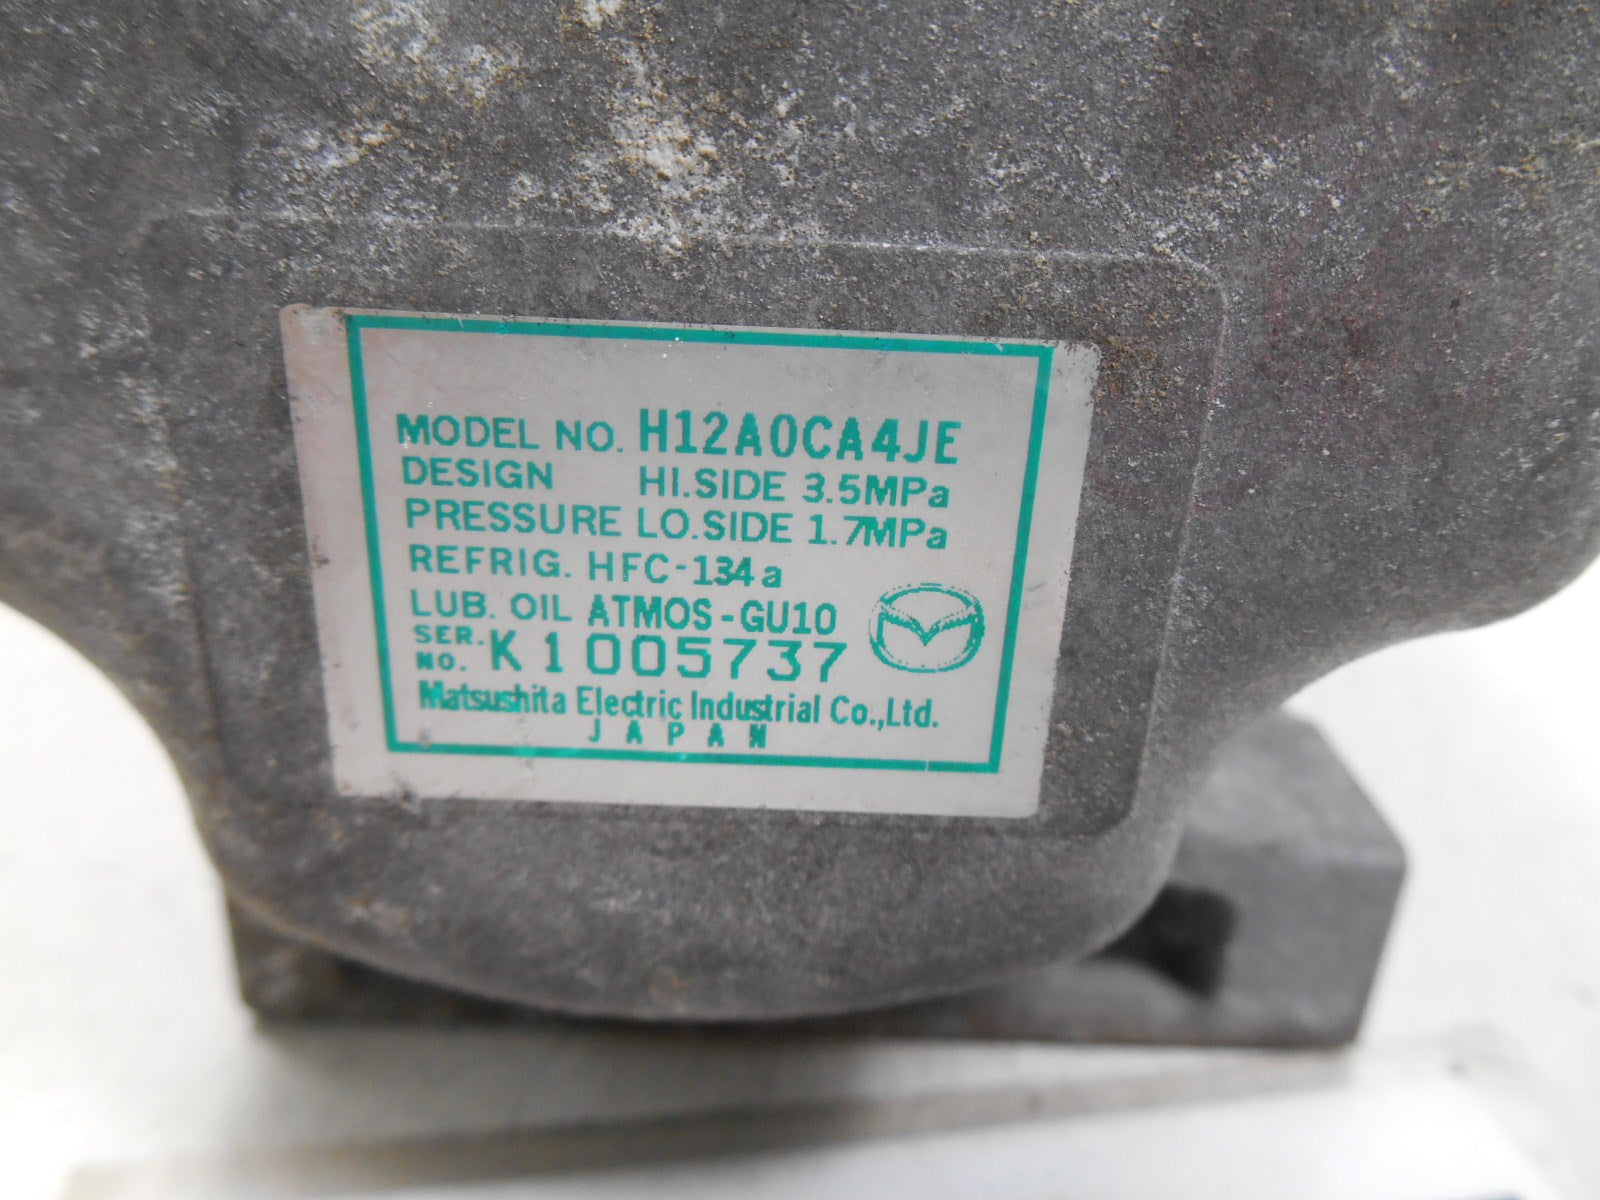 MODEL NO. H12A0CA4JE
DESIGN HI.SIDE 3.5MPa
PRESSURE LO.SIDE 1.7MPa
REFRIG. HFC-134a
LUB. OIL ATMOS-GU10
SER. NO. K1005737
Matsushita Electric Industrial Co.,Ltd.
JAPAN